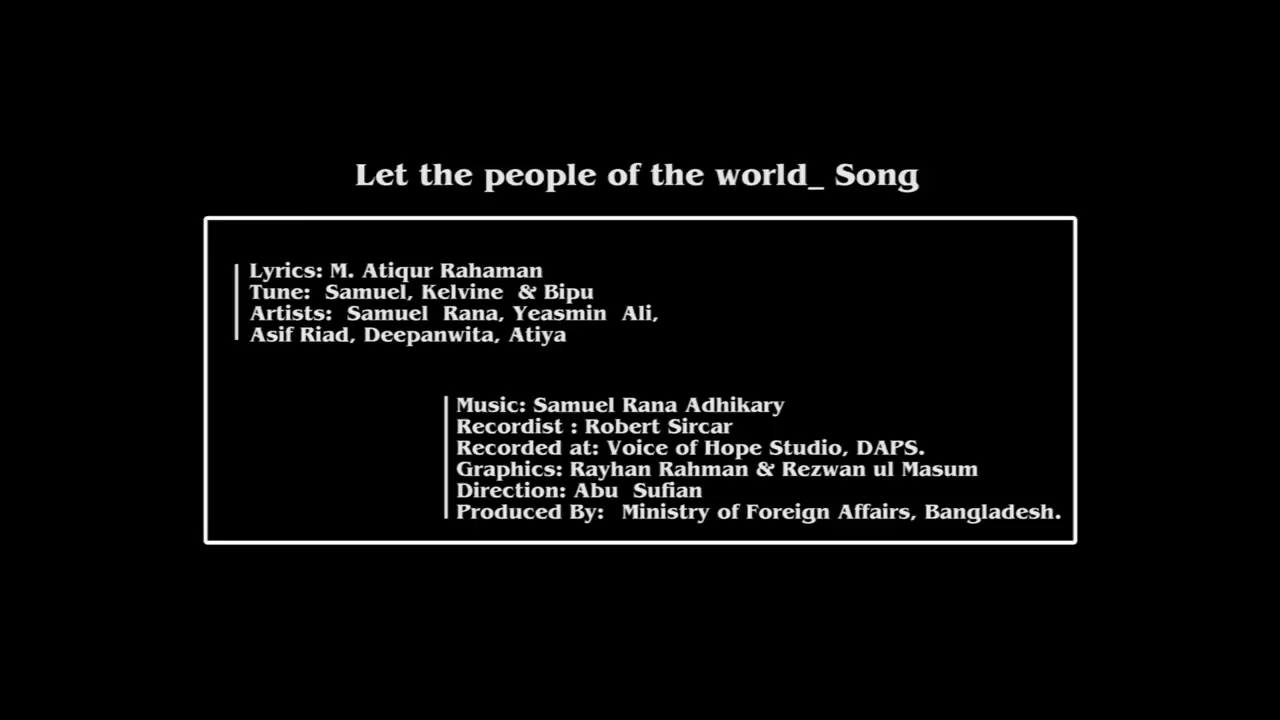 Let the people of the world_ Song
Lyrics: M. Atiqur Rahaman
Tune: Samuel, Kelvine & Bipu
Artists: Samuel Rana, Yeasmin Ali,
Asif Riad, Deepanwita, Atiya
Music: Samuel Rana Adhikary
Recordist : Robert Sircar
Recorded at: Voice of Hope Studio, DAPS.
Graphics: Rayhan Rahman & Rezwan ul Masum
Direction: Abu Sufian
Produced By: Ministry of Foreign Affairs, Bangladesh.